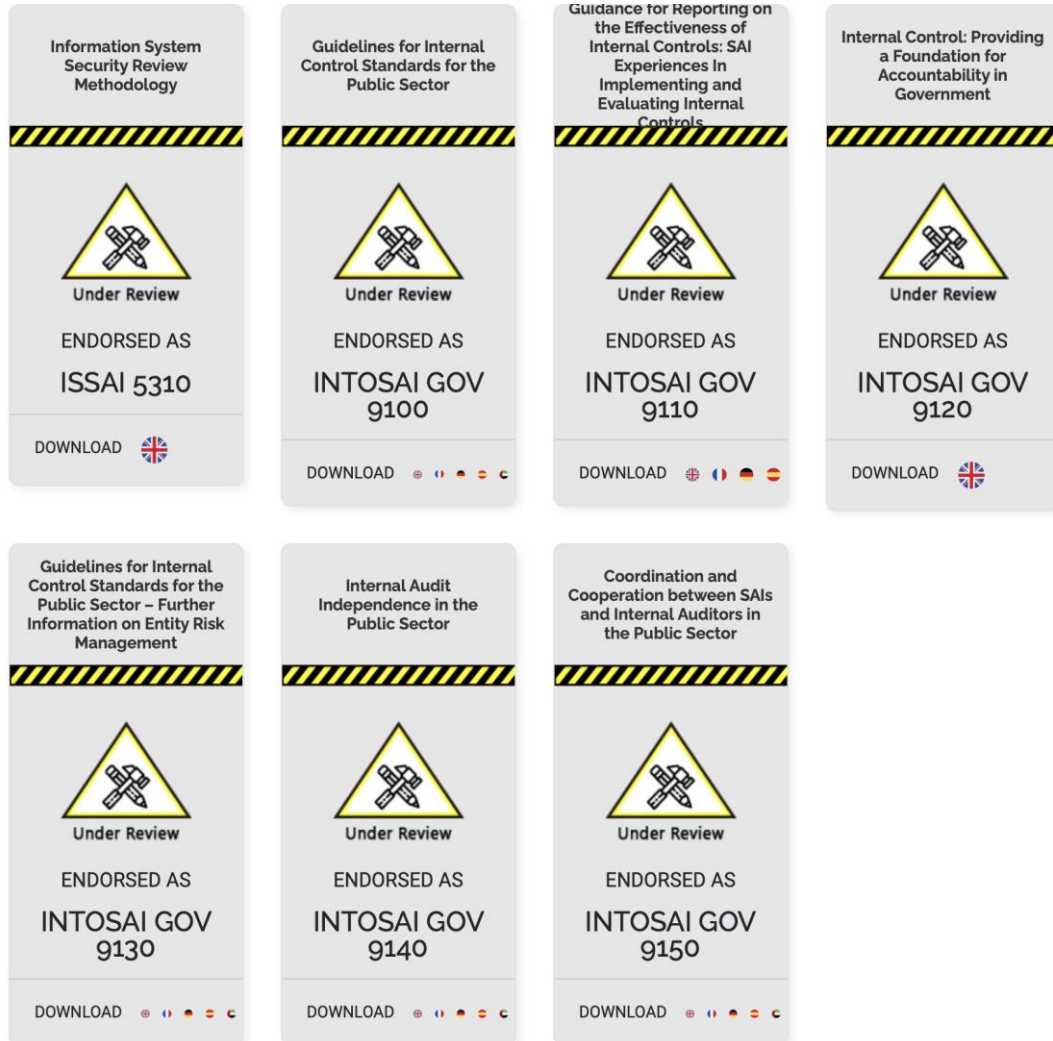 Information System
Security Review
Methodology
Under Review
ENDORSED AS
ISSAI 5310
DOWNLOAD
Guidelines for Internal
Control Standards for the
Public Sector
Under Review
ENDORSED AS
INTOSAI GOV
9100
DOWNLOAD
Guidance for Reporting on
the Effectiveness of
Internal Controls: SAI
Experiences In
Implementing and
Evaluating Internal
Controls
Under Review
ENDORSED AS
INTOSAI GOV
9110
DOWNLOAD
Internal Control: Providing
a Foundation for
Accountability in
Government
Under Review
ENDORSED AS
INTOSAI GOV
9120
DOWNLOAD
Guidelines for Internal
Control Standards for the
Public Sector – Further
Information on Entity Risk
Management
Under Review
ENDORSED AS
INTOSAI GOV
9130
DOWNLOAD
Internal Audit
Independence in the
Public Sector
Under Review
ENDORSED AS
INTOSAI GOV
9140
DOWNLOAD
Coordination and
Cooperation between SAIs
and Internal Auditors in
the Public Sector
Under Review
ENDORSED AS
INTOSAI GOV
9150
DOWNLOAD